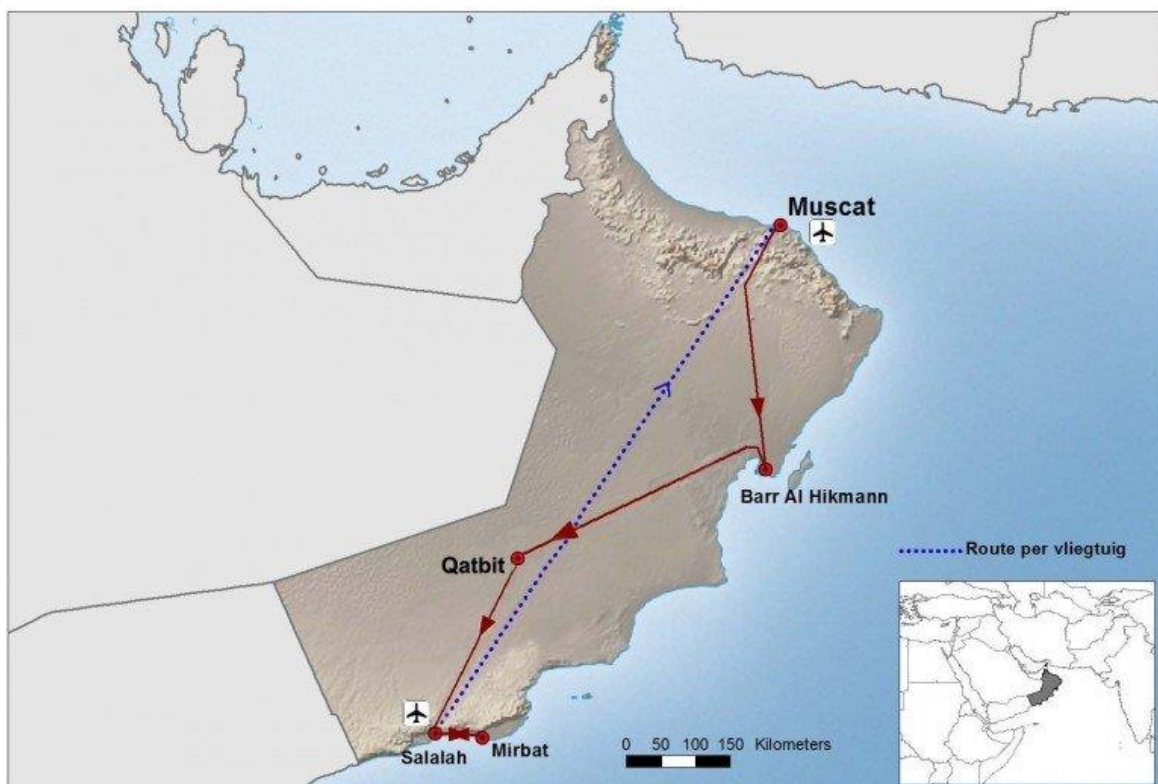 Muscat
Barr Al Hikmann
Route per vliegtuig
Qatbit
Salalah
Mirbat
0 50 100 150 Kilometers